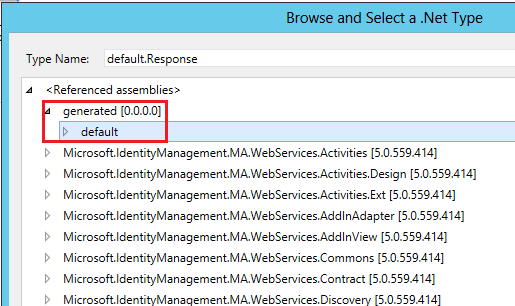 Browse and Select a .Net Type
Type Name: default.Response
<Referenced assemblies>
generated [0.0.0.0]
default
Microsoft.IdentityManagement.MA.WebServices.Activities [5.0.559.414]
Microsoft.IdentityManagement.MA.WebServices.Activities.Design [5.0.559.414]
Microsoft.IdentityManagement.MA.WebServices.Activities.Ext [5.0.559.414]
Microsoft.IdentityManagement.MA.WebServices.AddInAdapter [5.0.559.414]
Microsoft.IdentityManagement.MA.WebServices.AddInView [5.0.559.414]
Microsoft.IdentityManagement.MA.WebServices.Commons [5.0.559.414]
Microsoft.IdentityManagement.MA.WebServices.Contract [5.0.559.414]
Microsoft.IdentityManagement.MA.WebServices.Discovery [5.0.559.414]